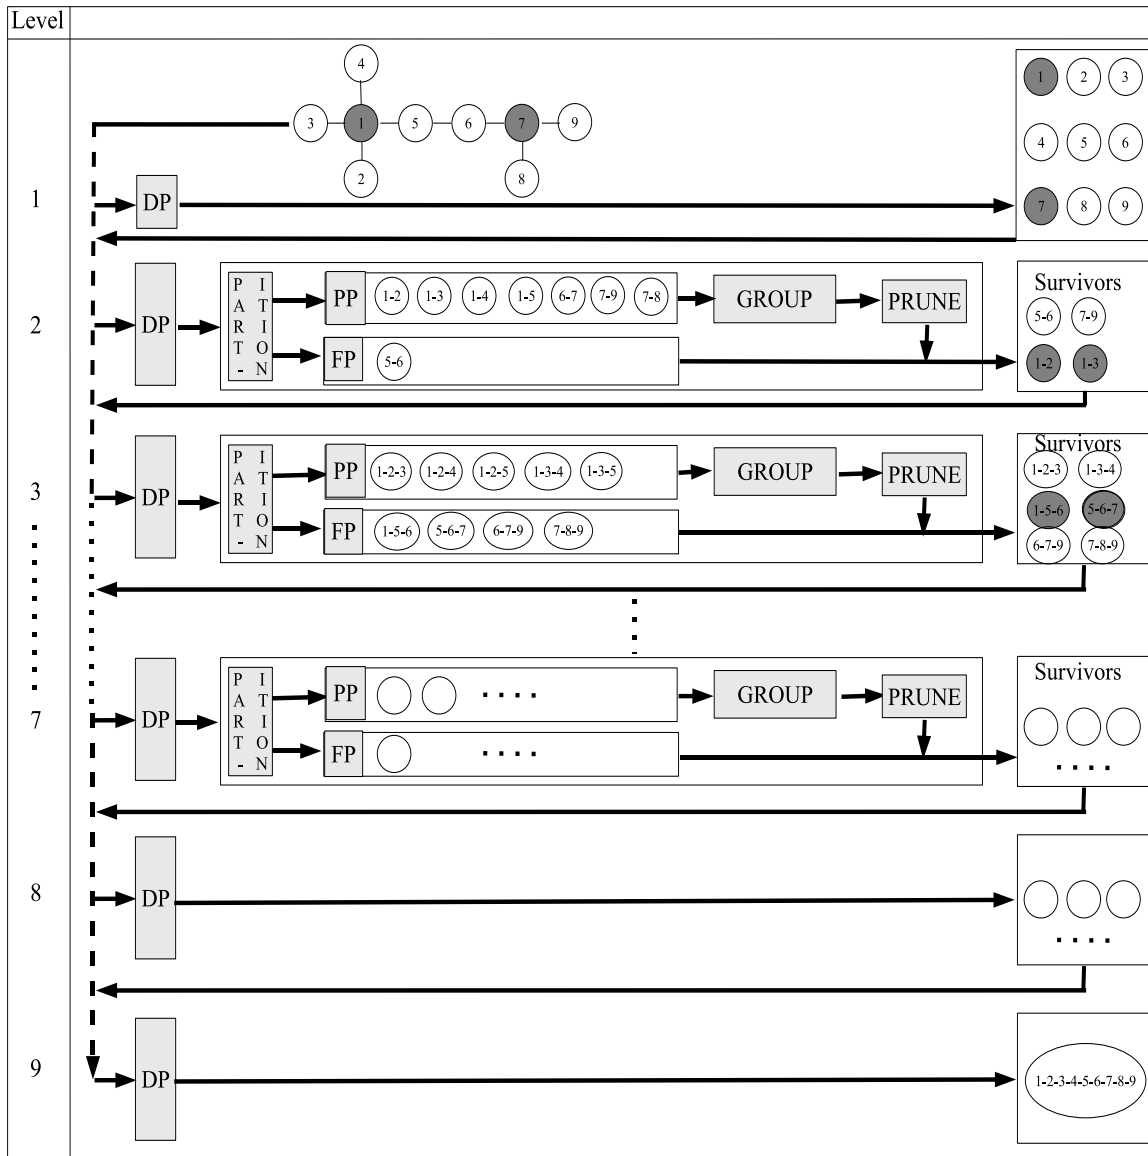 Level
4
3 1 5 6 7 9
2 8
1 2 3
4 5 6
7 8 9
1
DP
2
DP
PART-
ITION
PP
1-2 1-3 1-4 1-5 6-7 7-9 7-8
GROUP
PRUNE
FP
5-6
Survivors
5-6 7-9
1-2 1-3
3
DP
PART-
ITION
PP
1-2-3 1-2-4 1-2-5 1-3-4 1-3-5
GROUP
PRUNE
FP
1-5-6 5-6-7 6-7-9 7-8-9
Survivors
1-2-3 1-3-4
1-5-6 5-6-7
6-7-9 7-8-9
7
DP
PART-
ITION
PP
....
GROUP
PRUNE
FP
....
Survivors
....
8
DP
....
9
DP
1-2-3-4-5-6-7-8-9